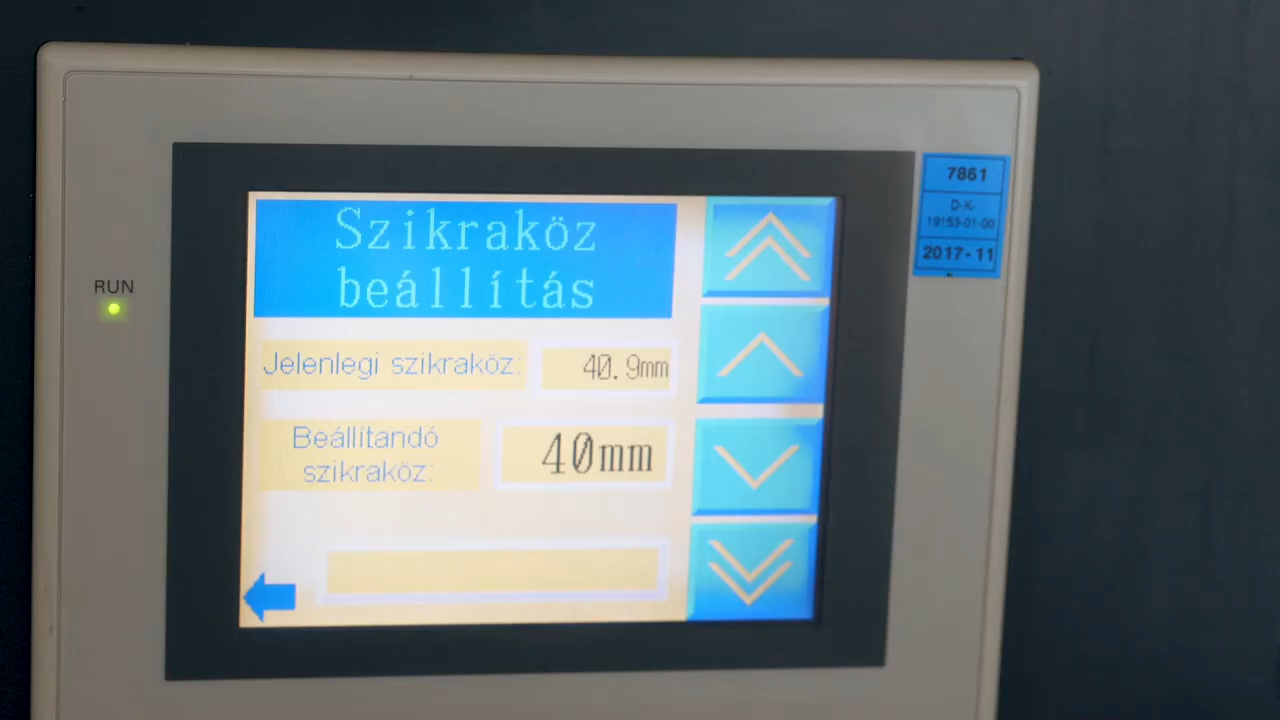 Szikraköz
beállítás
Jelenlegi szikraköz:
40.9mm
Beállítandó
szikraköz:
40mm
RUN
7861
D-K-
19153-01-00
2017-11